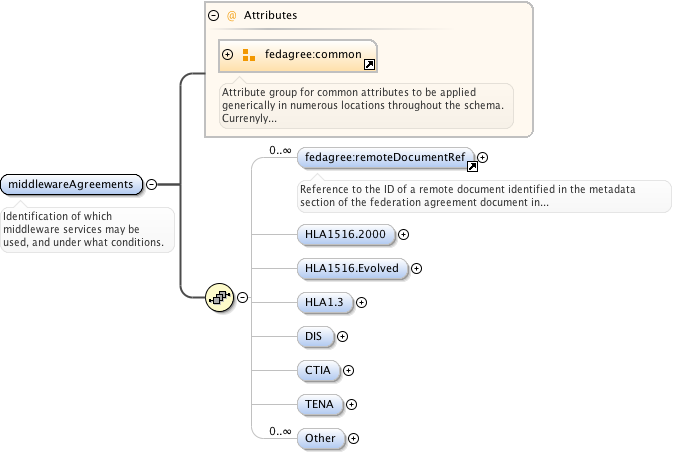 @ Attributes
fedagree:common
Attribute group for common attributes to be applied
generically in numerous locations throughout the schema.
Currenyly...
0..∞
fedagree:remoteDocumentRef
Reference to the ID of a remote document identified in the metadata
section of the federation agreement document in...
middlewareAgreements
Identification of which
middleware services may be
used, and under what conditions.
HLA1516.2000
HLA1516.Evolved
HLA1.3
DIS
CTIA
TENA
0..∞
Other